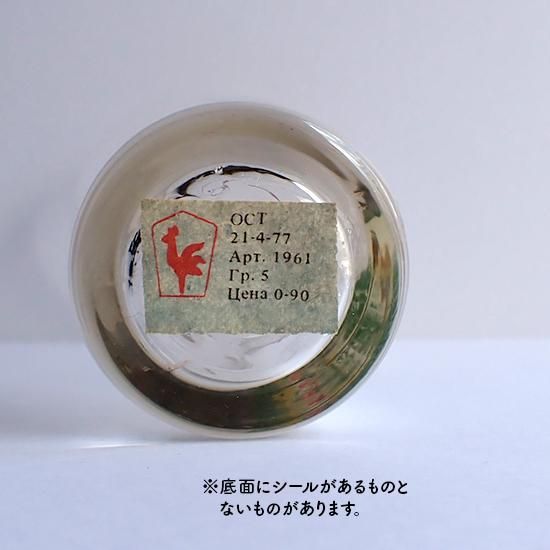 ОСТ
21-4-77
Арт. 1961
Гр. 5
Цена 0-90
※底面にシールがあるものと
ないものがあります。